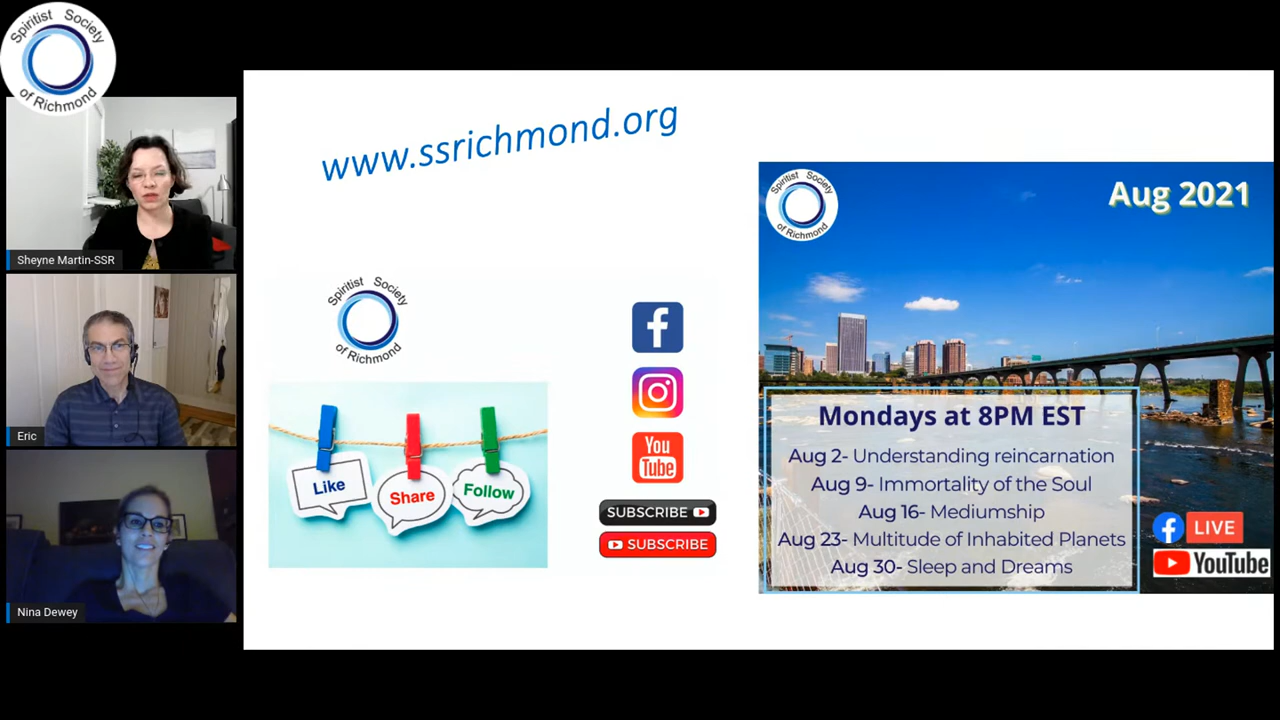 Spiritist Society
of Richmond
Sheyne Martin-SSR
Eric
Nina Dewey
www.ssrichmond.org
Spiritist Society
of Richmond
Like
Share
Follow
f
You
Tube
SUBSCRIBE
SUBSCRIBE
Spiritist Society
of Richmond
Aug 2021
Mondays at 8PM EST
Aug 2- Understanding reincarnation
Aug 9- Immortality of the Soul
Aug 16- Mediumship
Aug 23- Multitude of Inhabited Planets
Aug 30- Sleep and Dreams
f LIVE
YouTube